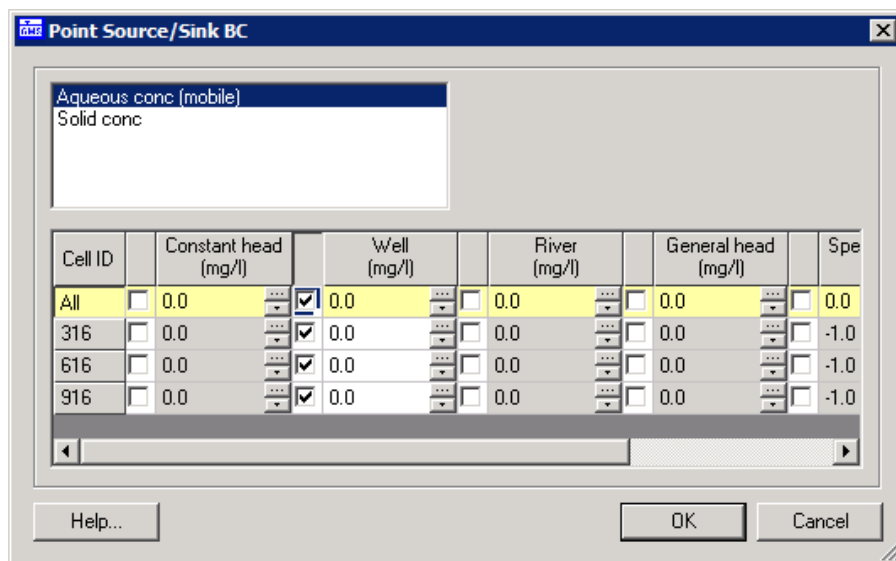 GMS Point Source/Sink BC
Aqueous conc (mobile)
Solid conc
Cell ID Constant head (mg/l) Well (mg/l) River (mg/l) General head (mg/l) Spe
All 0.0 0.0 0.0 0.0 0.0
316 0.0 0.0 0.0 0.0 -1.0
616 0.0 0.0 0.0 0.0 -1.0
916 0.0 0.0 0.0 0.0 -1.0
Help... OK Cancel